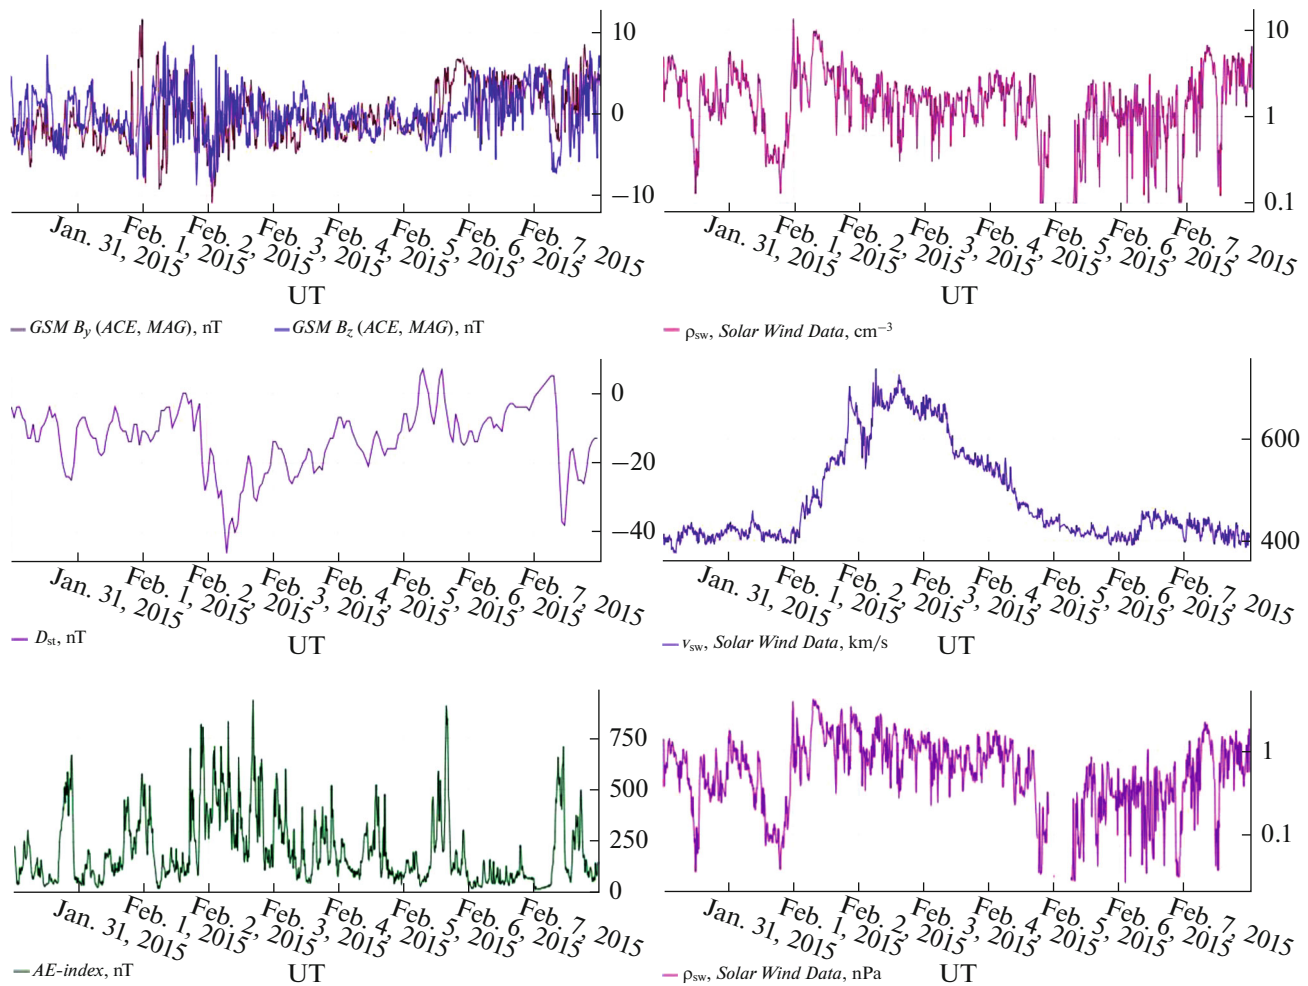 10
0
−10
Jan. 31, 2015
Feb. 1, 2015
Feb. 2, 2015
Feb. 3, 2015
Feb. 4, 2015
Feb. 5, 2015
Feb. 6, 2015
Feb. 7, 2015
UT
GSM By (ACE, MAG), nT
GSM Bz (ACE, MAG), nT
10
1
0.1
Jan. 31, 2015
Feb. 1, 2015
Feb. 2, 2015
Feb. 3, 2015
Feb. 4, 2015
Feb. 5, 2015
Feb. 6, 2015
Feb. 7, 2015
UT
ρsw, Solar Wind Data, cm−3
0
−20
−40
Jan. 31, 2015
Feb. 1, 2015
Feb. 2, 2015
Feb. 3, 2015
Feb. 4, 2015
Feb. 5, 2015
Feb. 6, 2015
Feb. 7, 2015
UT
Dst, nT
600
400
Jan. 31, 2015
Feb. 1, 2015
Feb. 2, 2015
Feb. 3, 2015
Feb. 4, 2015
Feb. 5, 2015
Feb. 6, 2015
Feb. 7, 2015
UT
vsw, Solar Wind Data, km/s
750
500
250
0
Jan. 31, 2015
Feb. 1, 2015
Feb. 2, 2015
Feb. 3, 2015
Feb. 4, 2015
Feb. 5, 2015
Feb. 6, 2015
Feb. 7, 2015
UT
AE-index, nT
1
0.1
Jan. 31, 2015
Feb. 1, 2015
Feb. 2, 2015
Feb. 3, 2015
Feb. 4, 2015
Feb. 5, 2015
Feb. 6, 2015
Feb. 7, 2015
UT
ρsw, Solar Wind Data, nPa